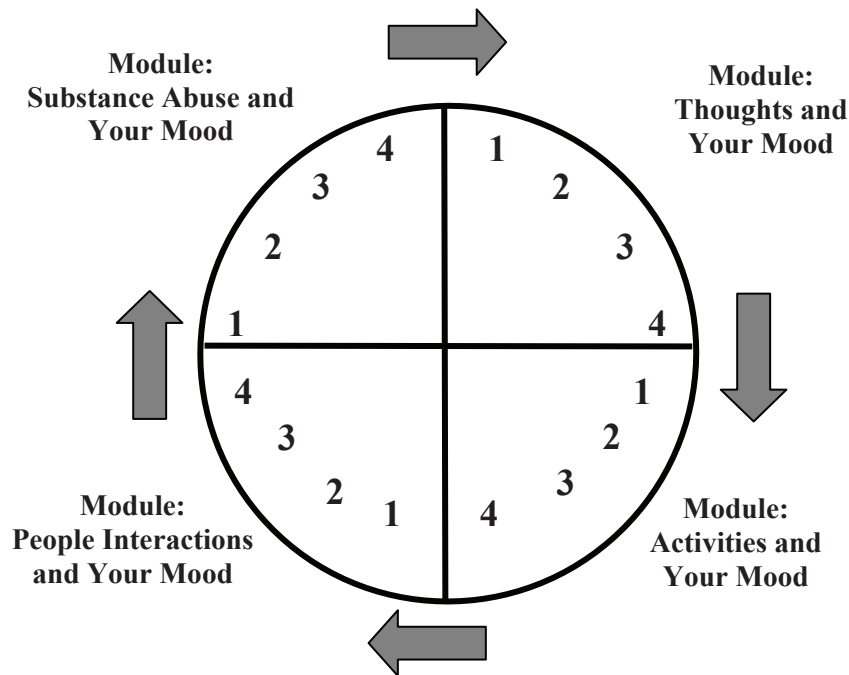 Module:
Substance Abuse and
Your Mood
Module:
Thoughts and
Your Mood
4
1
3
2
2
3
1
4
4
1
3
2
2
3
1
4
Module:
People Interactions
and Your Mood
Module:
Activities and
Your Mood